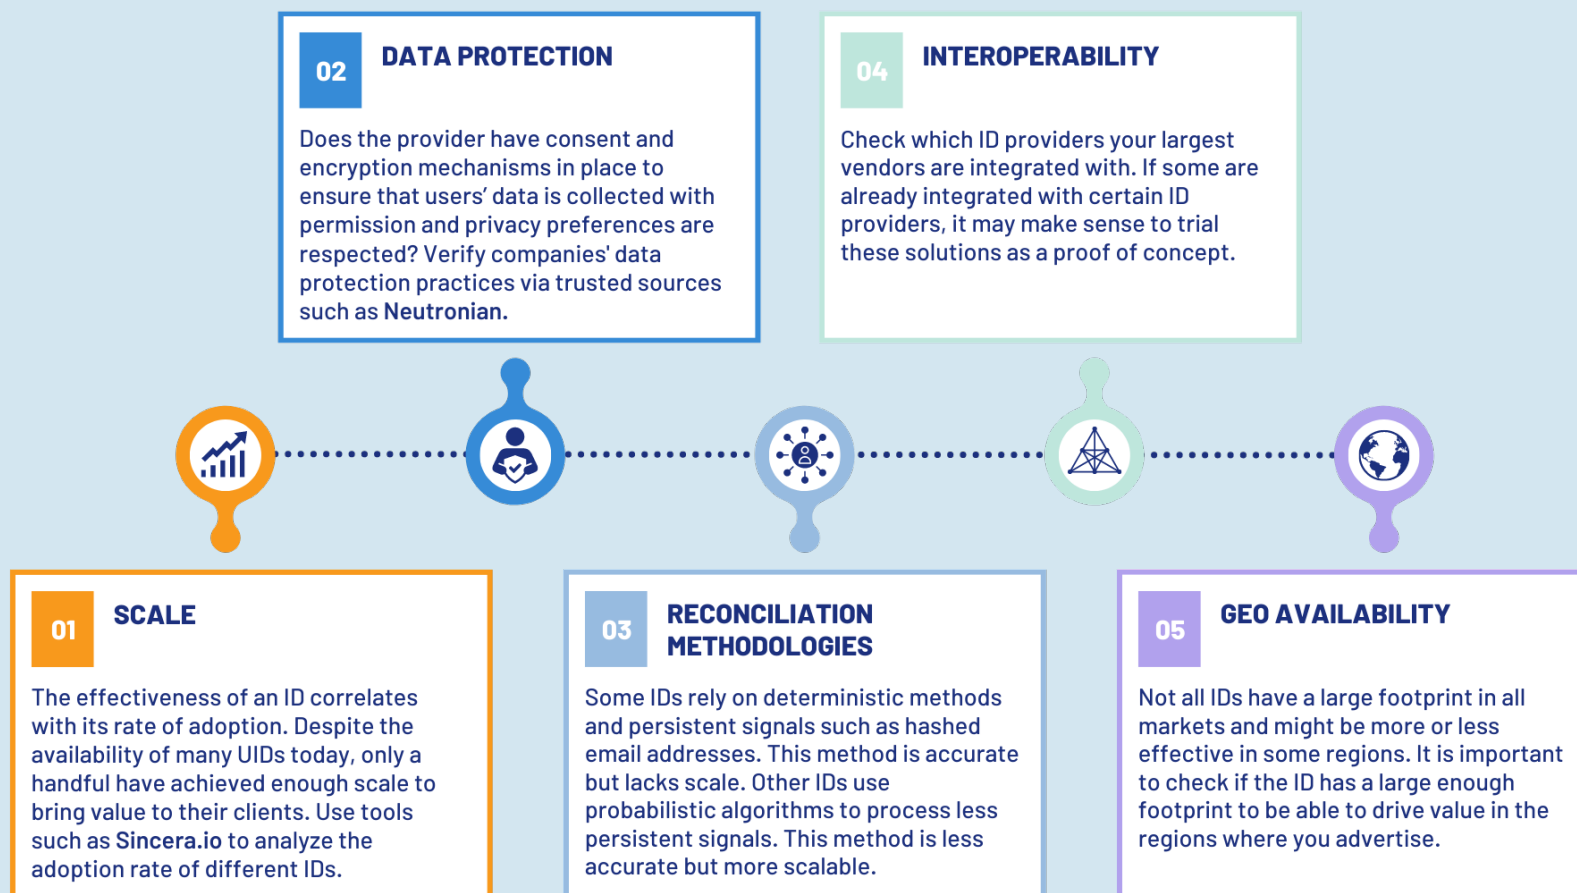 02
DATA PROTECTION
Does the provider have consent and
encryption mechanisms in place to
ensure that users’ data is collected with
permission and privacy preferences are
respected? Verify companies' data
protection practices via trusted sources
such as Neutronian.
04
INTEROPERABILITY
Check which ID providers your largest
vendors are integrated with. If some are
already integrated with certain ID
providers, it may make sense to trial
these solutions as a proof of concept.
01
SCALE
The effectiveness of an ID correlates
with its rate of adoption. Despite the
availability of many UIDs today, only a
handful have achieved enough scale to
bring value to their clients. Use tools
such as Sincera.io to analyze the
adoption rate of different IDs.
03
RECONCILIATION
METHODOLOGIES
Some IDs rely on deterministic methods
and persistent signals such as hashed
email addresses. This method is accurate
but lacks scale. Other IDs use
probabilistic algorithms to process less
persistent signals. This method is less
accurate but more scalable.
05
GEO AVAILABILITY
Not all IDs have a large footprint in all
markets and might be more or less
effective in some regions. It is important
to check if the ID has a large enough
footprint to be able to drive value in the
regions where you advertise.